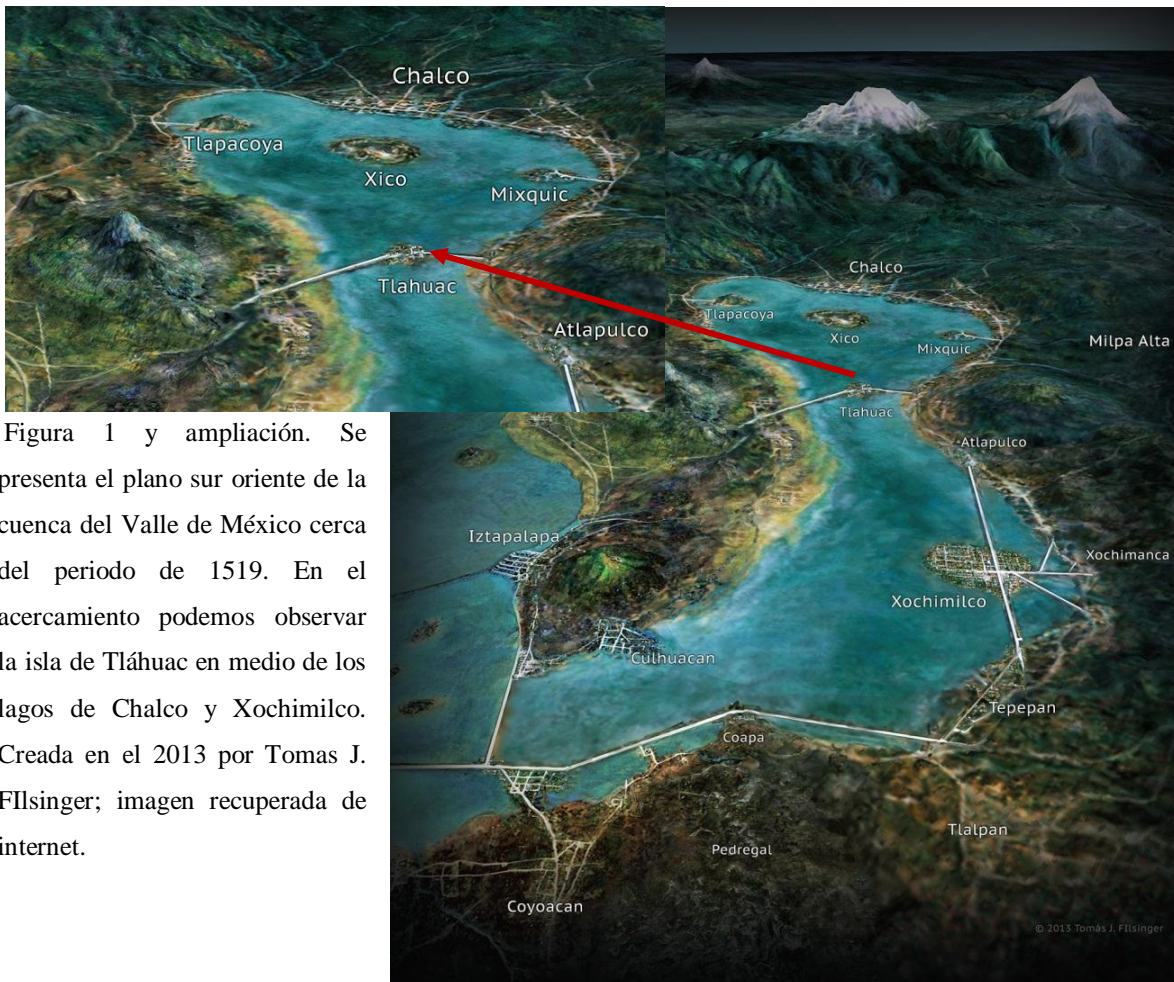 Chalco
Tlapacoya
Xico
Mixquic
Tlahuac
Atlapulco
Chalco
Tlapacoya
Xico
Mixquic
Milpa Alta
Tlahuac
Atlapulco
Iztapalapa
Xochimanca
Xochimilco
Culhuacan
Tepepan
Coapa
Tlalpan
Pedregal
Coyoacan
© 2013 Tomás J. FIlsinger
Figura 1 y ampliación. Se
presenta el plano sur oriente de la
cuenca del Valle de México cerca
del periodo de 1519. En el
acercamiento podemos observar
la isla de Tláhuac en medio de los
lagos de Chalco y Xochimilco.
Creada en el 2013 por Tomas J.
FIlsinger; imagen recuperada de
internet.